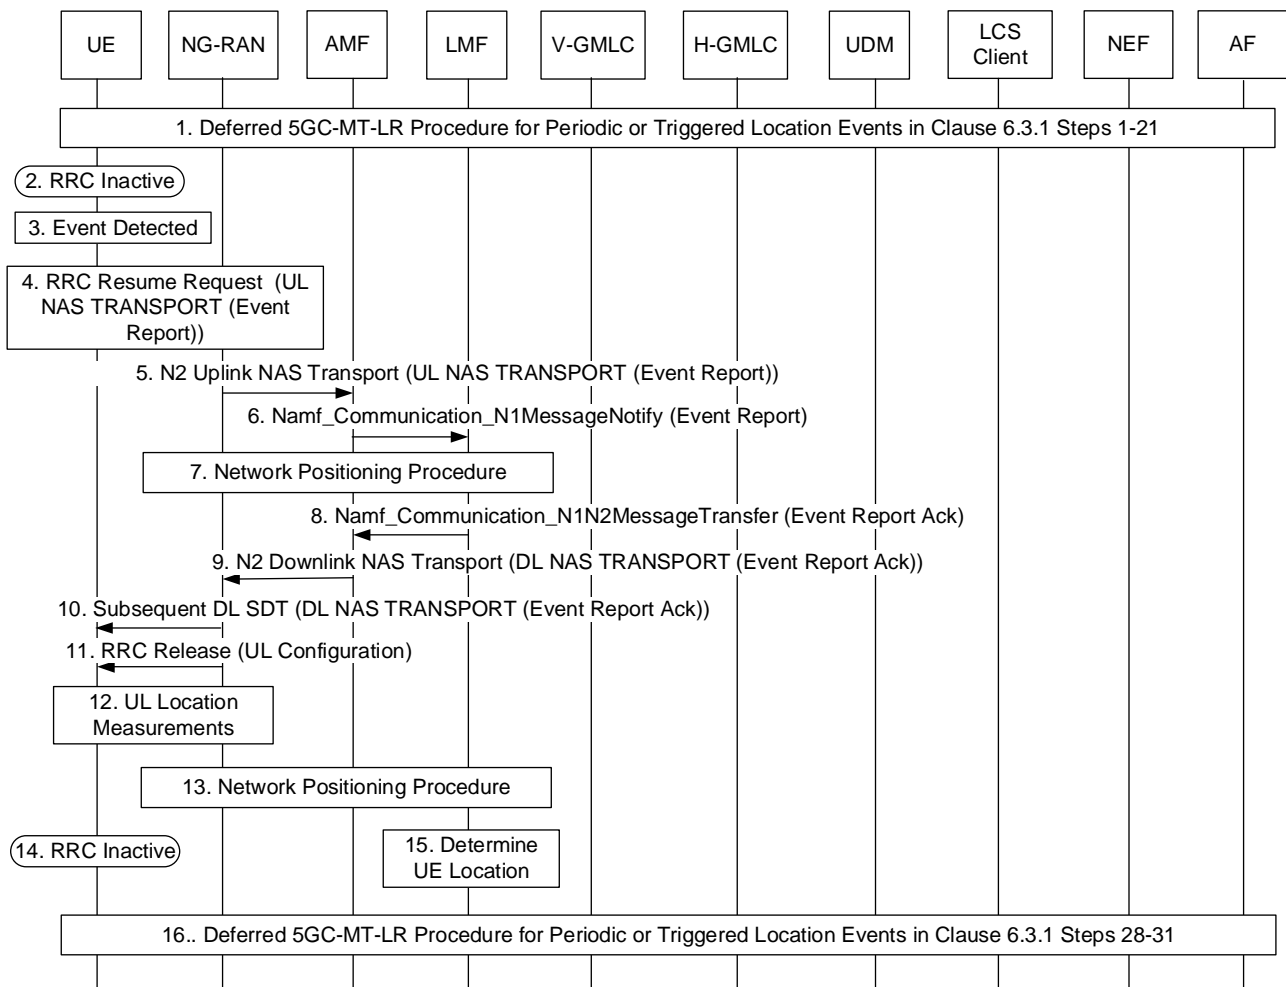 UE
NG-RAN
AMF
LMF
V-GMLC
H-GMLC
UDM
LCS
Client
NEF
AF
1. Deferred 5GC-MT-LR Procedure for Periodic or Triggered Location Events in Clause 6.3.1 Steps 1-21
2. RRC Inactive
3. Event Detected
4. RRC Resume Request (UL
NAS TRANSPORT (Event
Report))
5. N2 Uplink NAS Transport (UL NAS TRANSPORT (Event Report))
6. Namf_Communication_N1MessageNotify (Event Report)
7. Network Positioning Procedure
8. Namf_Communication_N1N2MessageTransfer (Event Report Ack)
9. N2 Downlink NAS Transport (DL NAS TRANSPORT (Event Report Ack))
10. Subsequent DL SDT (DL NAS TRANSPORT (Event Report Ack))
11. RRC Release (UL Configuration)
12. UL Location
Measurements
13. Network Positioning Procedure
14. RRC Inactive
15. Determine
UE Location
16.. Deferred 5GC-MT-LR Procedure for Periodic or Triggered Location Events in Clause 6.3.1 Steps 28-31